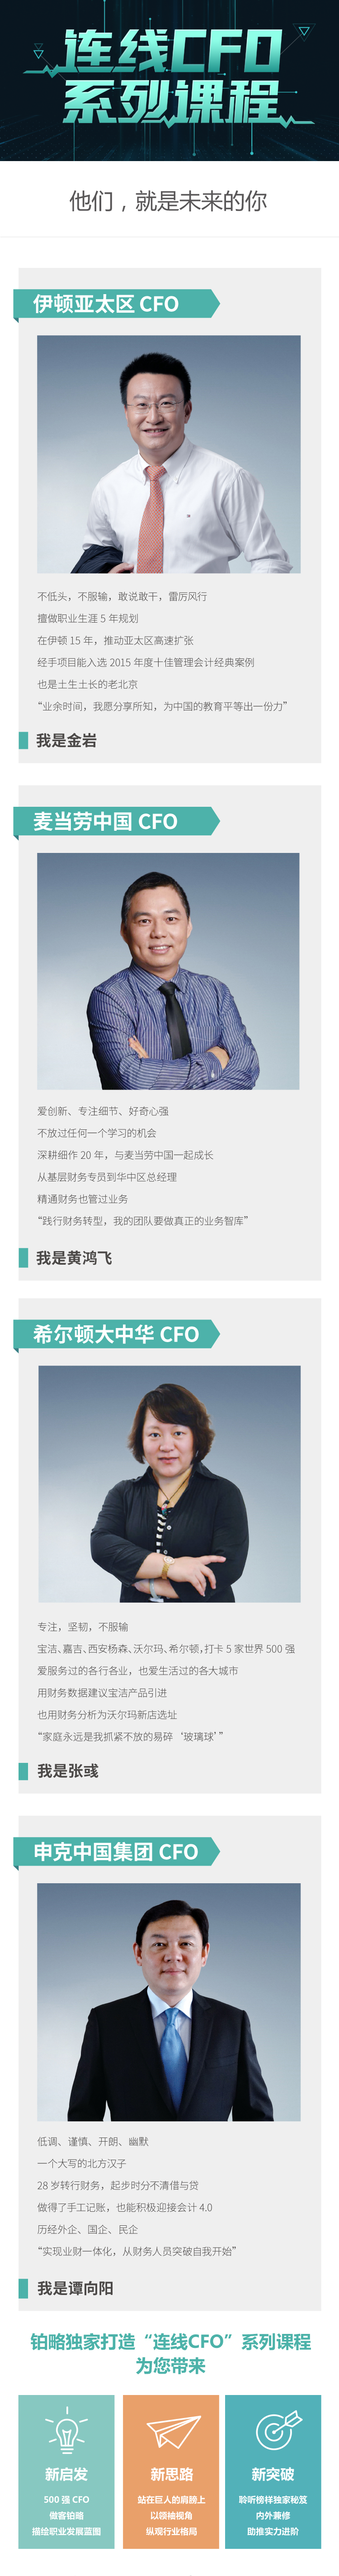 连线CFO
系列课程
他们，就是未来的你
伊顿亚太区 CFO
不低头，不服输，敢说敢干，雷厉风行
擅做职业生涯 5 年规划
在伊顿 15 年，推动亚太区高速扩张
经手项目能入选 2015 年度十佳管理会计经典案例
也是土生土长的老北京
“业余时间，我愿分享所知，为中国的教育平等出一份力”
我是金岩
麦当劳中国 CFO
爱创新、专注细节、好奇心强
不放过任何一个学习的机会
深耕细作 20 年，与麦当劳中国一起成长
从基层财务专员到华中区总经理
精通财务也管过业务
“践行财务转型，我的团队要做真正的业务智库”
我是黄鸿飞
希尔顿大中华 CFO
专注，坚韧，不服输
宝洁、嘉吉、西安杨森、沃尔玛、希尔顿，打卡 5 家世界 500 强
爱服务过的各行各业，也爱生活过的各大城市
用财务数据建议宝洁产品引进
也用财务分析为沃尔玛新店选址
“家庭永远是我抓紧不放的易碎‘玻璃球’”
我是张彧
申克中国集团 CFO
低调、谨慎、开朗、幽默
一个大写的北方汉子
28 岁转行财务，起步时分不清借与贷
做得了手工记账，也能积极迎接会计 4.0
历经外企、国企、民企
“实现业财一体化，从财务人员突破自我开始”
我是谭向阳
铂略独家打造“连线CFO”系列课程
为您带来
新启发
500 强 CFO
做客铂略
描绘职业发展蓝图
新思路
站在巨人的肩膀上
以领袖视角
纵观行业格局
新突破
聆听榜样独家秘笈
内外兼修
助推实力进阶